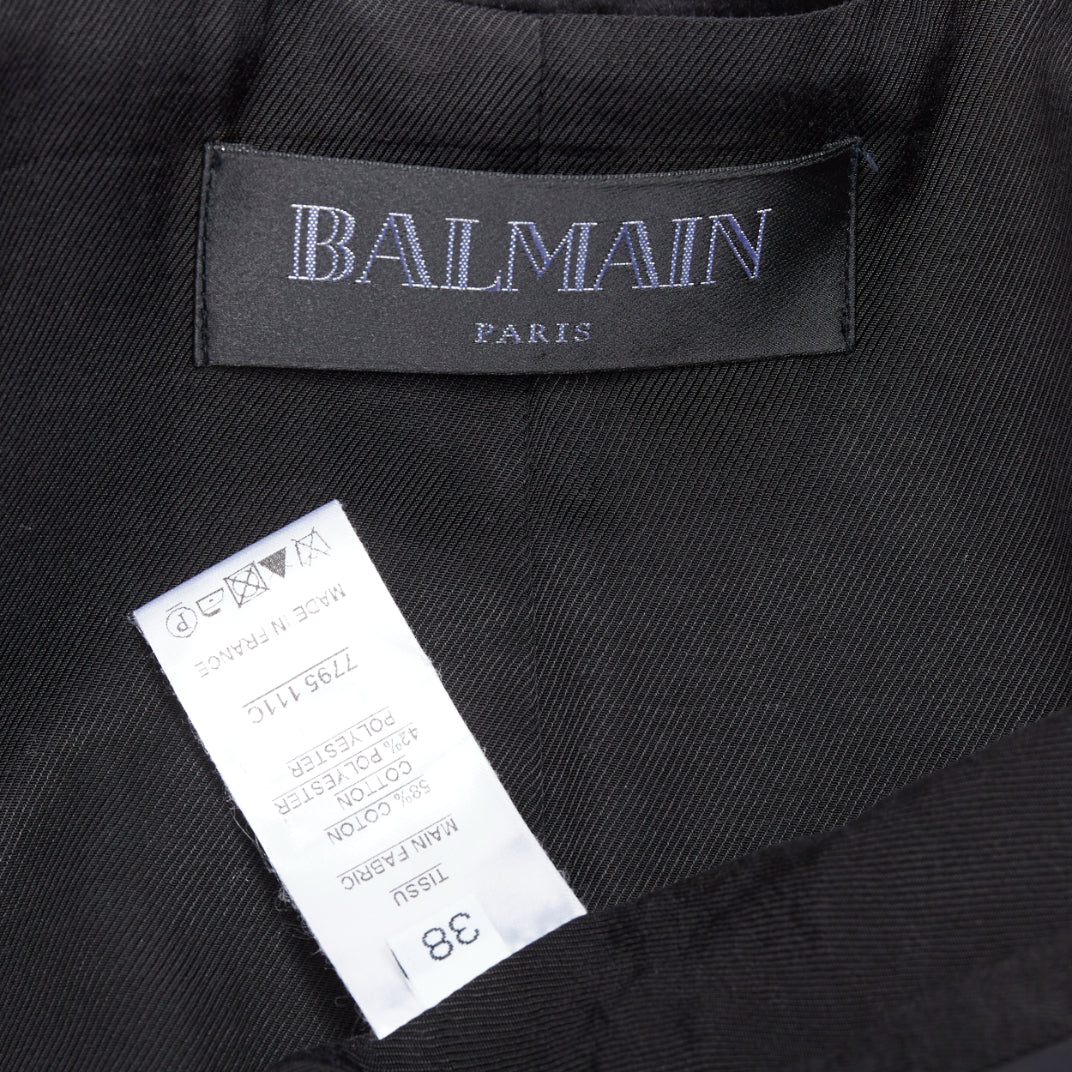 BALMAIN
PARIS
38
TISSU
MAIN FABRIC
58% COTON
COTTON
42% POLYESTER
POLYESTER
7795 111C
MADE IN FRANCE
P